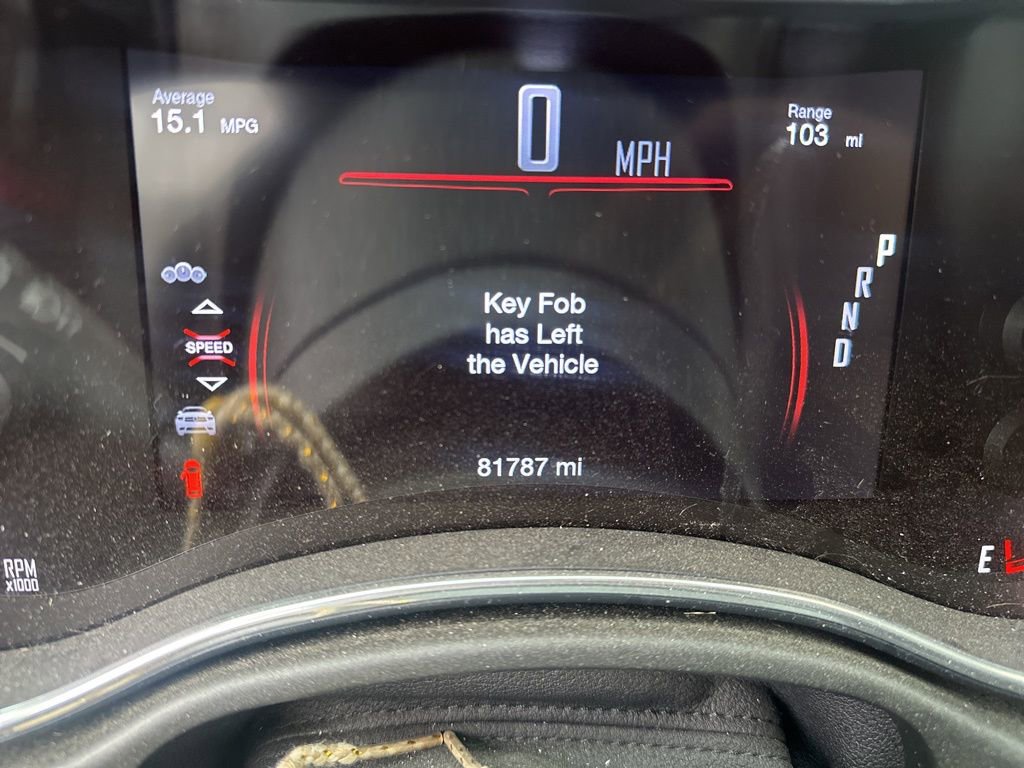 Average
15.1 MPG
0 MPH
Range
103 mi
P
R
N
D
SPEED
Key Fob
has Left
the Vehicle
81787 mi
RPM
x1000
E